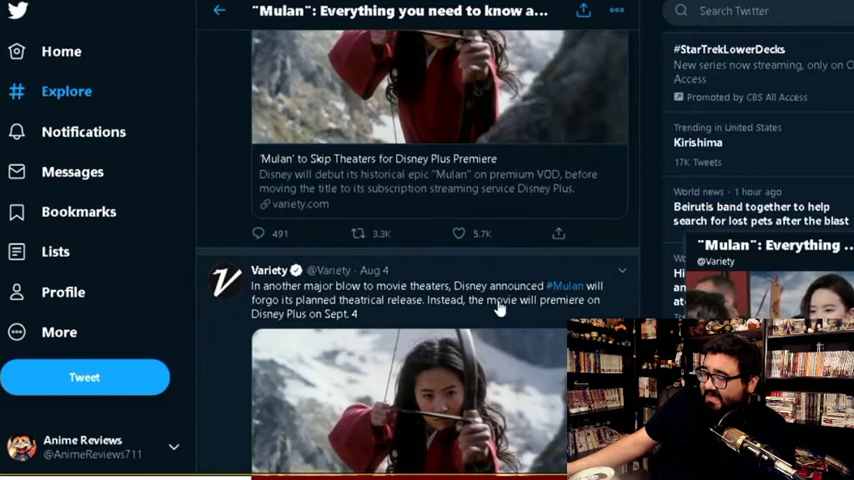 "Mulan": Everything you need to know a...
Search Twitter
Home
Explore
Notifications
Messages
Bookmarks
Lists
Profile
More
Tweet
Anime Reviews
@AnimeReviews711
'Mulan' to Skip Theaters for Disney Plus Premiere
Disney will debut its historical epic "Mulan" on premium VOD, before
moving the title to its subscription streaming service Disney Plus.
variety.com
491
3.3K
5.7K
Variety @Variety · Aug 4
In another major blow to movie theaters, Disney announced #Mulan will
forgo its planned theatrical release. Instead, the movie will premiere on
Disney Plus on Sept. 4
#StarTrekLowerDecks
New series now streaming, only on C
Access
Promoted by CBS All Access
Trending in United States
Kirishima
17K Tweets
World news · 1 hour ago
Beirutis band together to help
search for lost pets after the blast
"Mulan": Everything ...
@Variety